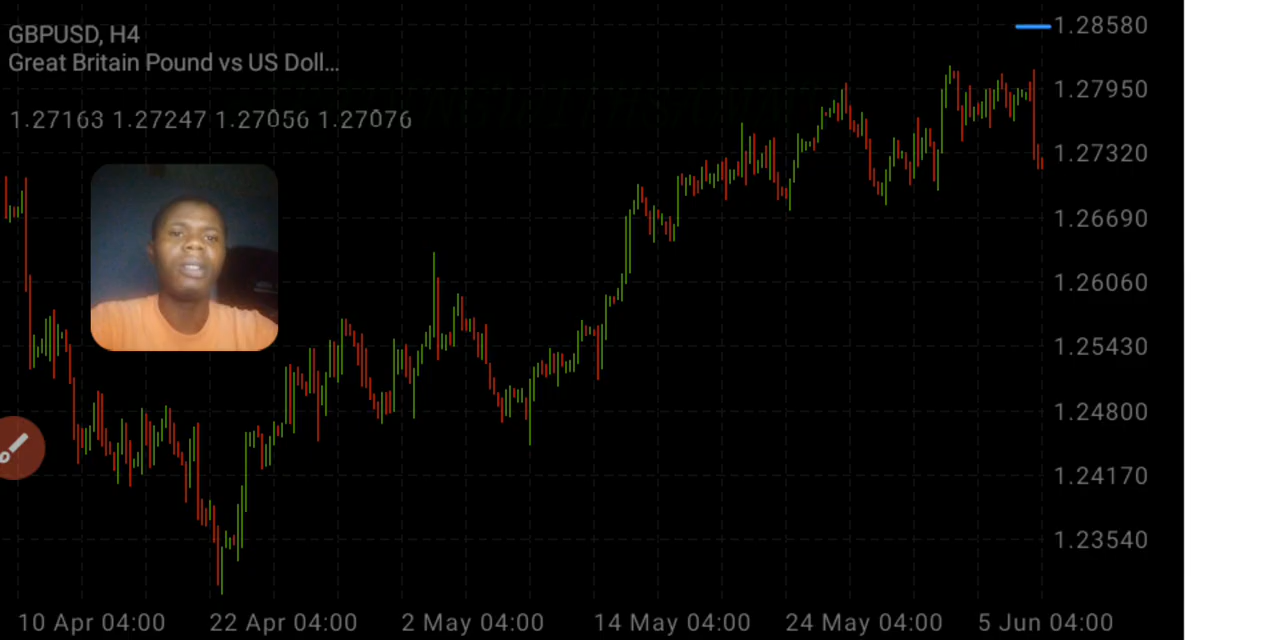 GBPUSD, H4
Great Britain Pound vs US Doll...
1.27163 1.27247 1.27056 1.27076
1.28580
1.27950
1.27320
1.26690
1.26060
1.25430
1.24800
1.24170
1.23540
10 Apr 04:00 22 Apr 04:00 2 May 04:00 14 May 04:00 24 May 04:00 5 Jun 04:00